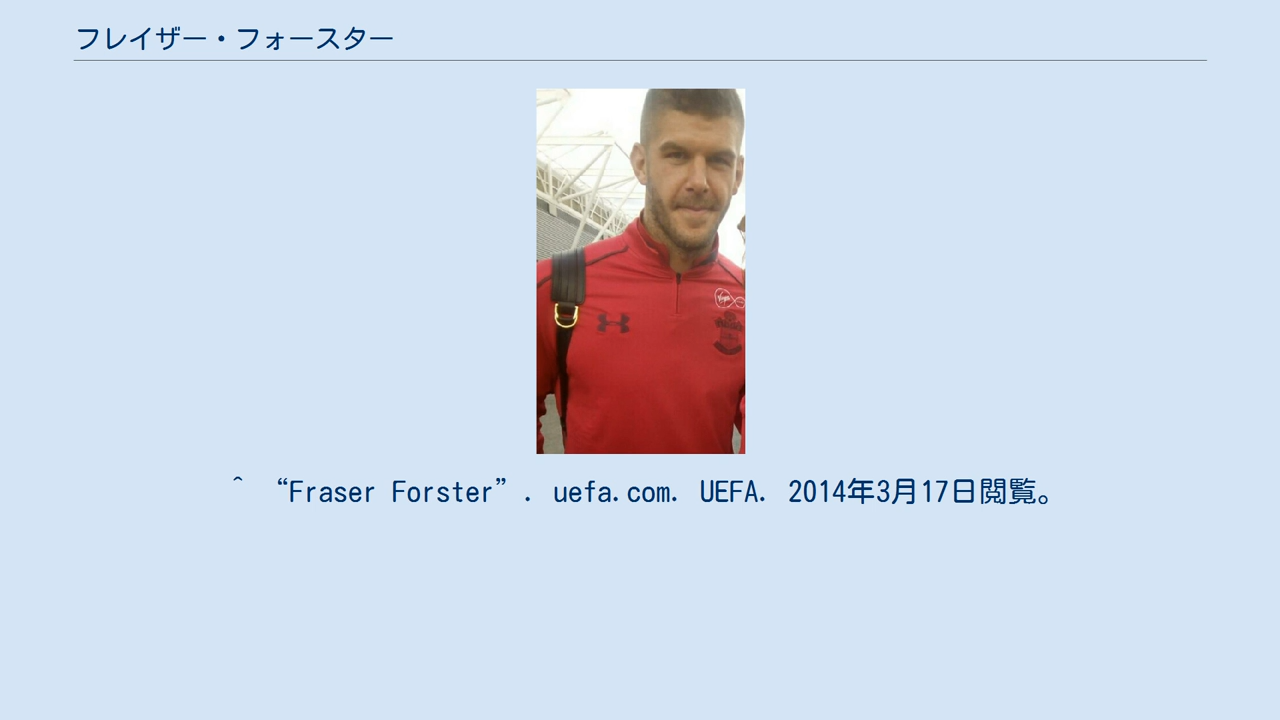 フレイザー・フォースター
^ “Fraser Forster”. uefa.com. UEFA. 2014年3月17日閲覧。